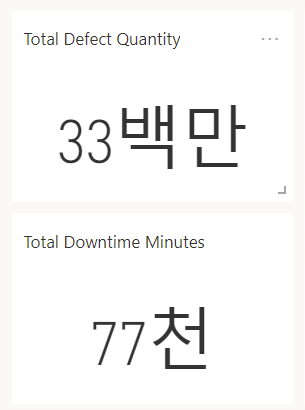 Total Defect Quantity
33백만
Total Downtime Minutes
77천